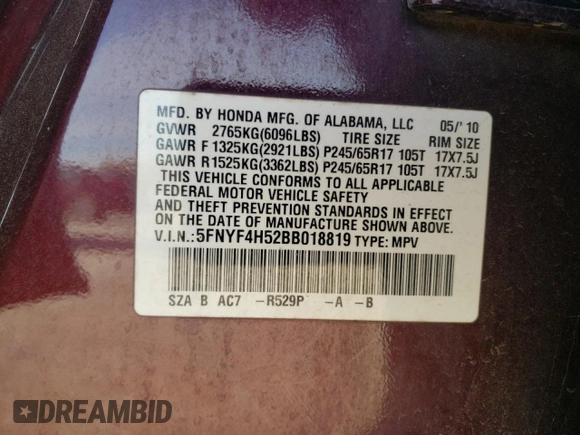 MFD. BY HONDA MFG. OF ALABAMA, LLC 05/'10
GVWR 2765KG(6096LBS) TIRE SIZE RIM SIZE
GAWR F 1325KG(2921LBS) P245/65R17 105T 17X7.5J
GAWR R1525KG(3362LBS) P245/65R17 105T 17X7.5J
THIS VEHICLE CONFORMS TO ALL APPLICABLE
FEDERAL MOTOR VEHICLE SAFETY
AND THEFT PREVENTION STANDARDS IN EFFECT
ON THE DATE OF MANUFACTURE SHOWN ABOVE.
V.I.N.:5FNYF4H52BB018819 TYPE: MPV
SZA B AC7 -R529P -A -B
DREAMBID